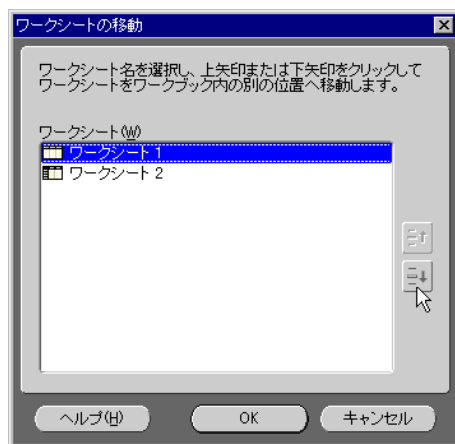 ワークシートの移動
ワークシート名を選択し、上矢印または下矢印をクリックして
ワークシートをワークブック内の別の位置へ移動します。
ワークシート(W)
ワークシート 1
ワークシート 2
ヘルプ(H) OK キャンセル